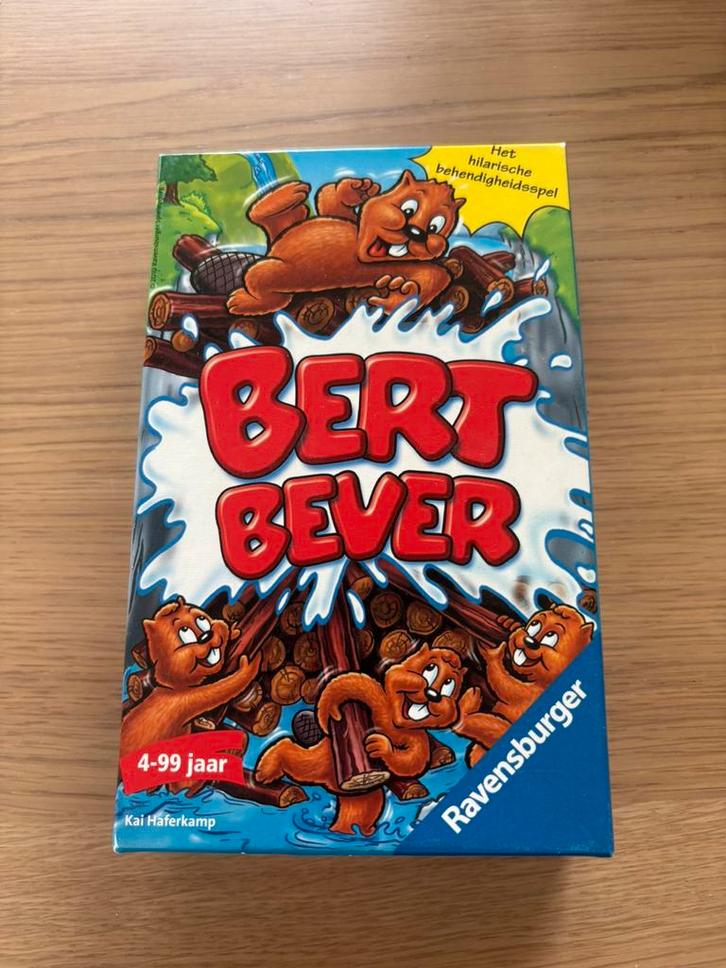 Het
hilarische
behendigheidsspel
BERT
BEVER
4-99 jaar
Kai Haferkamp
Ravensburger